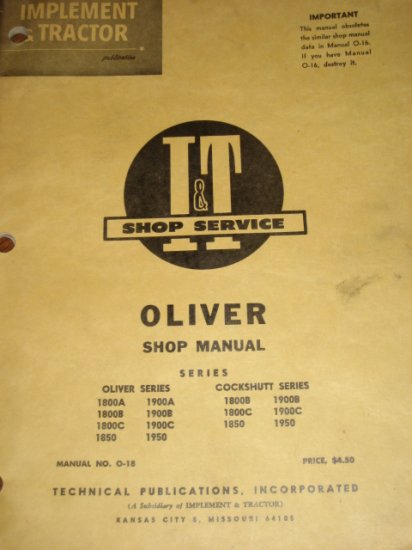 IMPLEMENT
& TRACTOR
publication
IMPORTANT
This manual obsoletes
the similar shop manual
data in Manual O-16.
If you have Manual
O-16, destroy it.
I&T
SHOP SERVICE
OLIVER
SHOP MANUAL
SERIES
OLIVER SERIES
1800A 1900A
1800B 1900B
1800C 1900C
1850 1950
COCKSHUTT SERIES
1800B 1900B
1800C 1900C
1850 1950
MANUAL NO. O-18
PRICE, $4.50
TECHNICAL PUBLICATIONS, INCORPORATED
(A Subsidiary of IMPLEMENT & TRACTOR)
KANSAS CITY 5, MISSOURI 64105